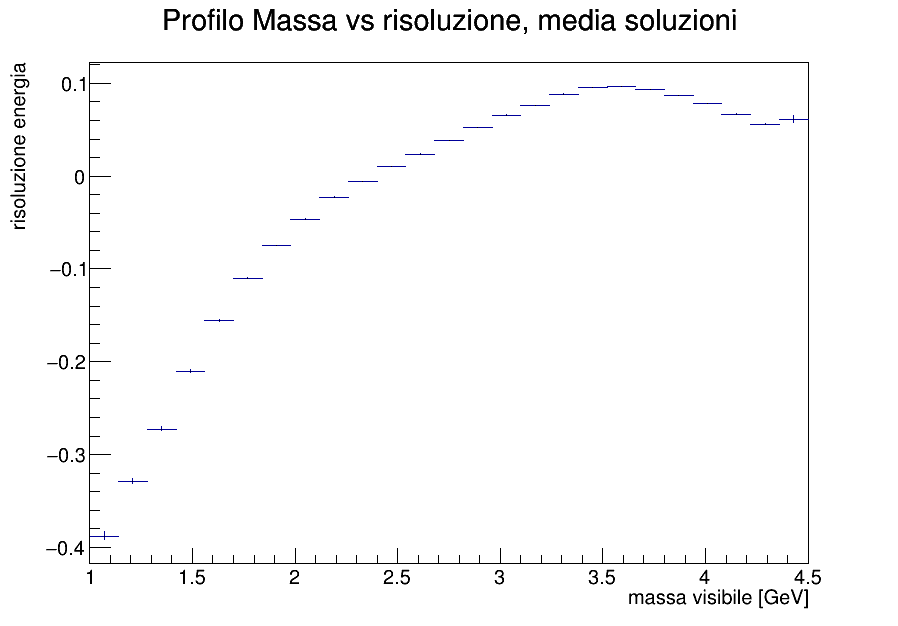 Profilo Massa vs risoluzione, media soluzioni
risoluzione energia
0.1
0
−0.1
−0.2
−0.3
−0.4
1 1.5 2 2.5 3 3.5 4 4.5
massa visibile [GeV]